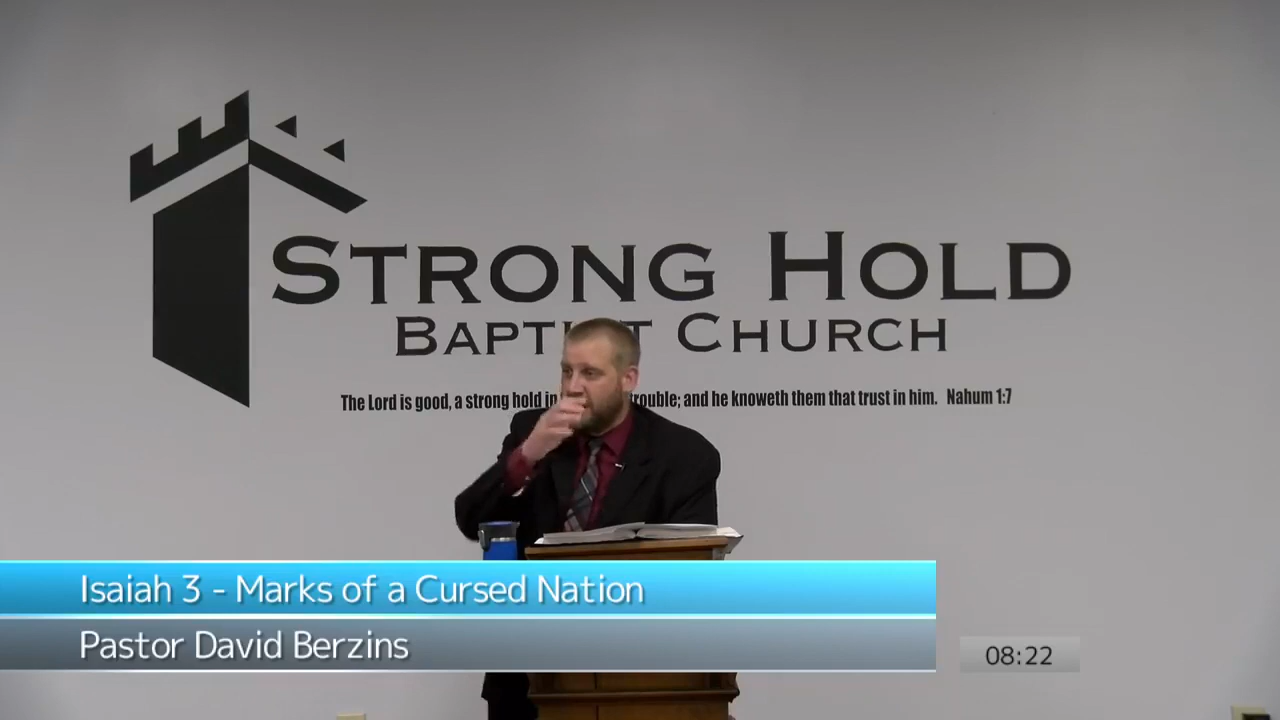 STRONG HOLD
BAPTIST CHURCH
The Lord is good, a strong hold in trouble; and he knoweth them that trust in him. Nahum 1:7
Isaiah 3 - Marks of a Cursed Nation
Pastor David Berzins
08:22